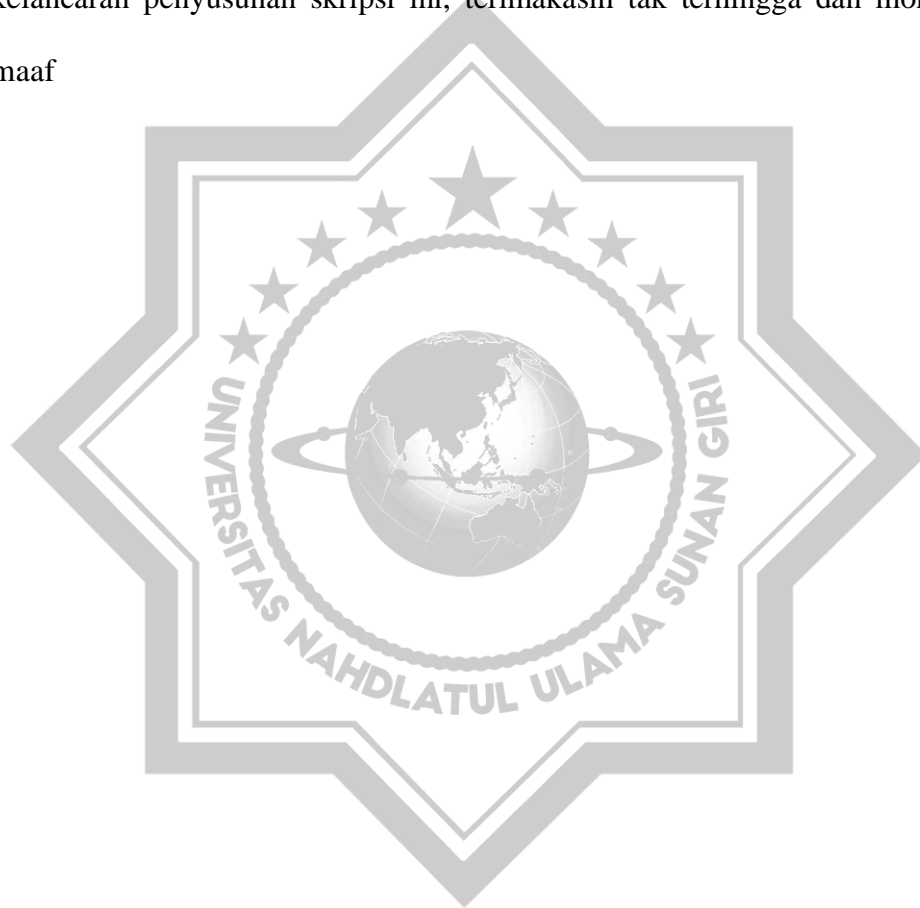 kelancaran penyusunan skripsi ini, terimakasih tak terhingga dan
maaf
UNIVERSITAS NAHDLATUL ULAMA SUNAN GIRI